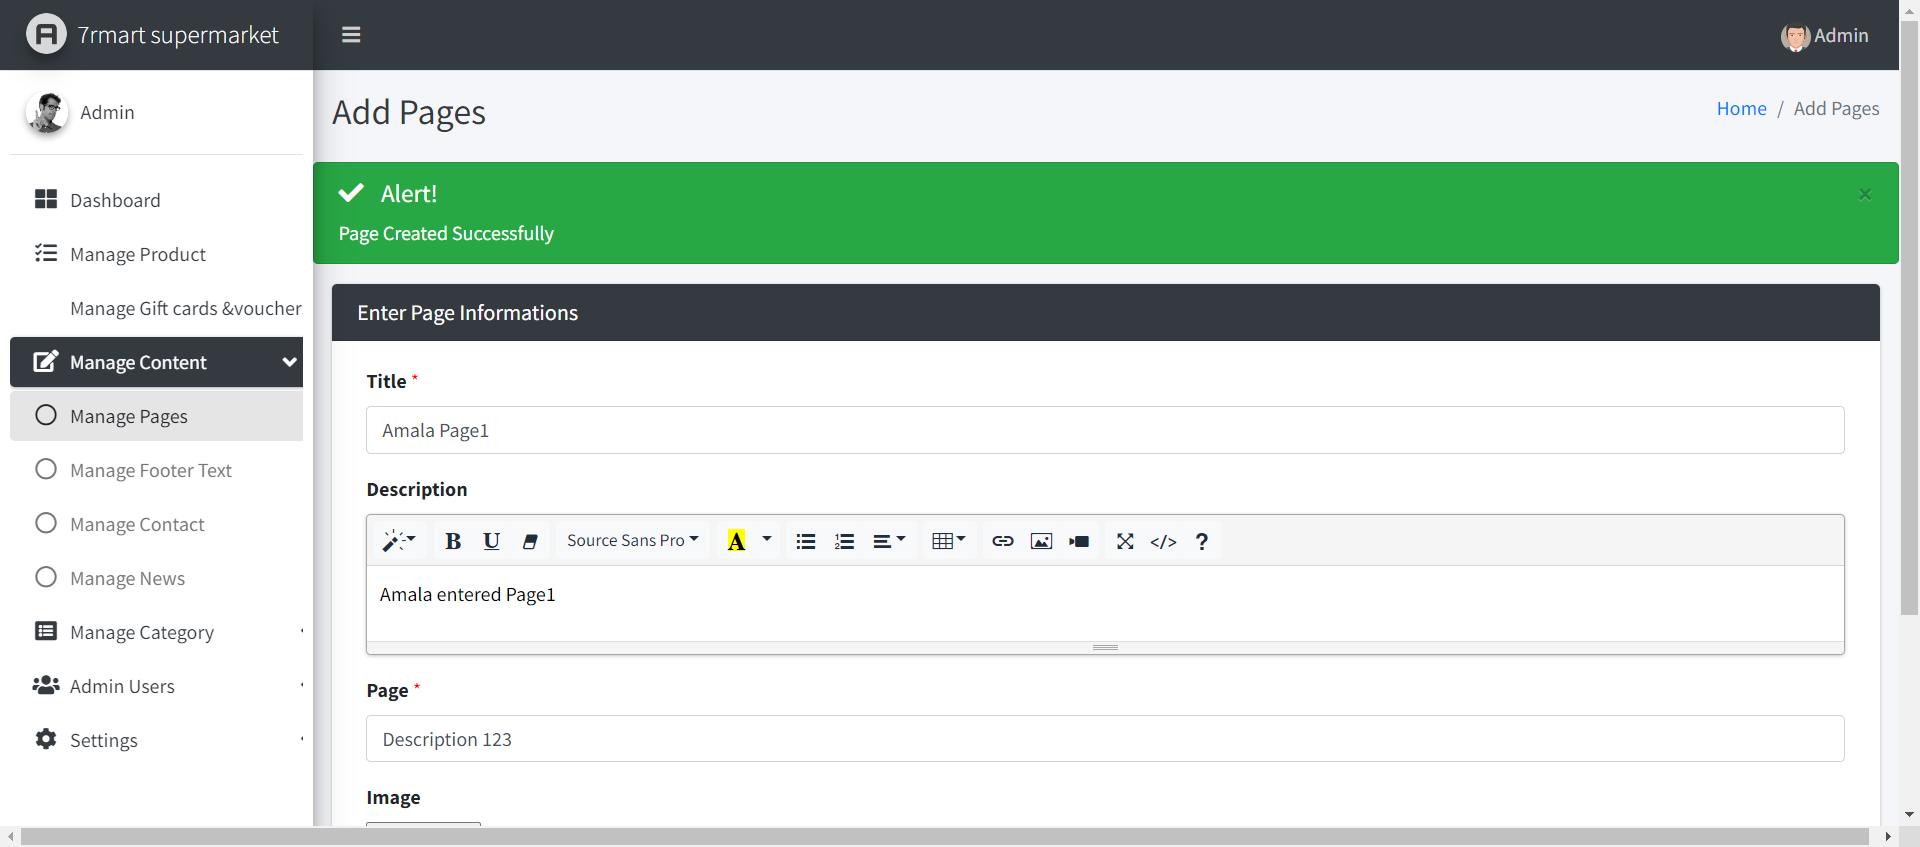 7rmart supermarket
Admin
Admin
Add Pages
Home / Add Pages
Alert!
×
Page Created Successfully
Dashboard
Manage Product
Manage Gift cards &voucher
Manage Content
Manage Pages
Manage Footer Text
Manage Contact
Manage News
Manage Category
Admin Users
Settings
Enter Page Informations
Title *
Amala Page1
Description
B U Source Sans Pro A </> ?
Amala entered Page1
Page *
Description 123
Image